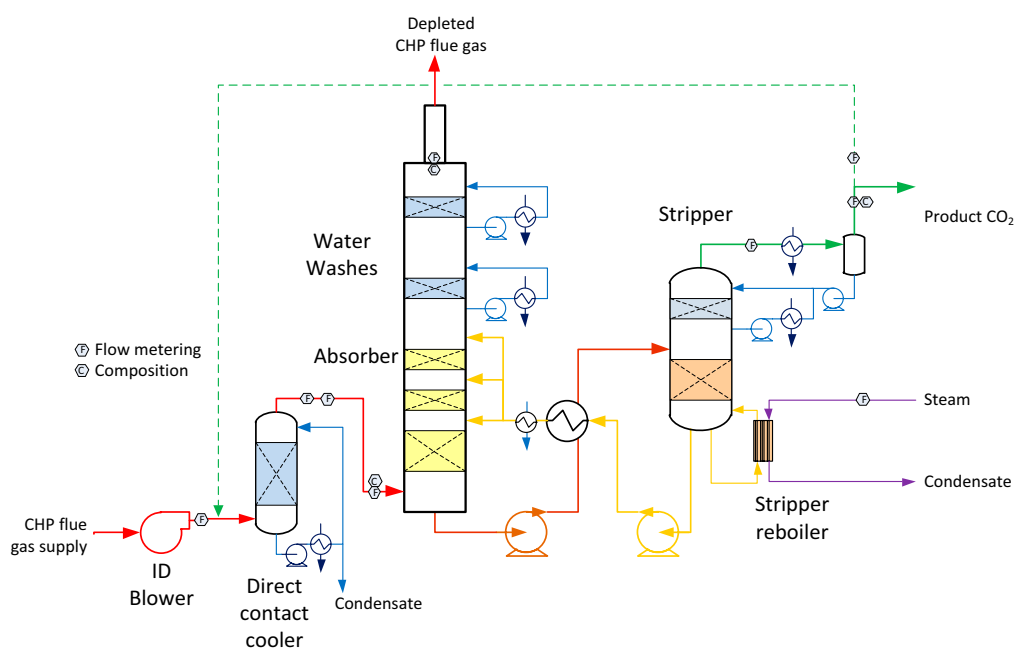 Depleted
CHP flue gas
F
C
F
F C
Product CO₂
Stripper
F
Water
Washes
F Flow metering
C Composition
Absorber
F F
Steam
F
C
F
Condensate
Stripper
reboiler
CHP flue
gas supply
F
ID
Blower
Direct
contact
cooler
Condensate